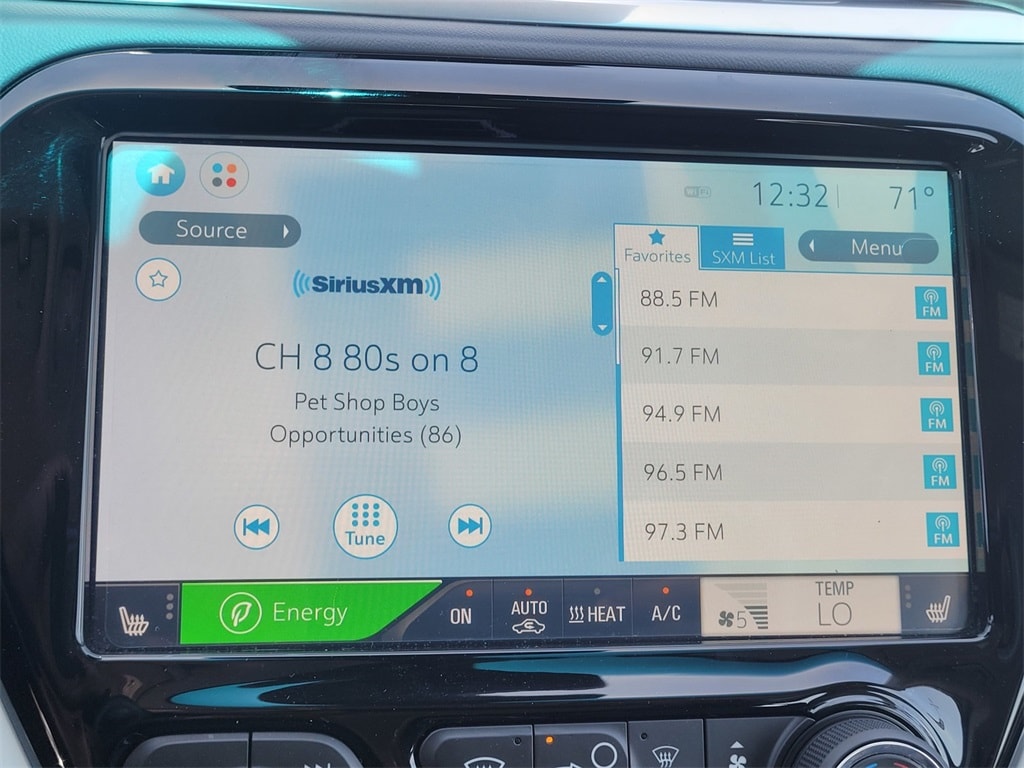 WiFi 12:32 71°
Source
Favorites SXM List Menu
SiriusXM
CH 8 80s on 8
Pet Shop Boys
Opportunities (86)
88.5 FM FM
91.7 FM FM
94.9 FM FM
96.5 FM FM
97.3 FM FM
Tune
Energy ON AUTO HEAT A/C 5 TEMP
LO